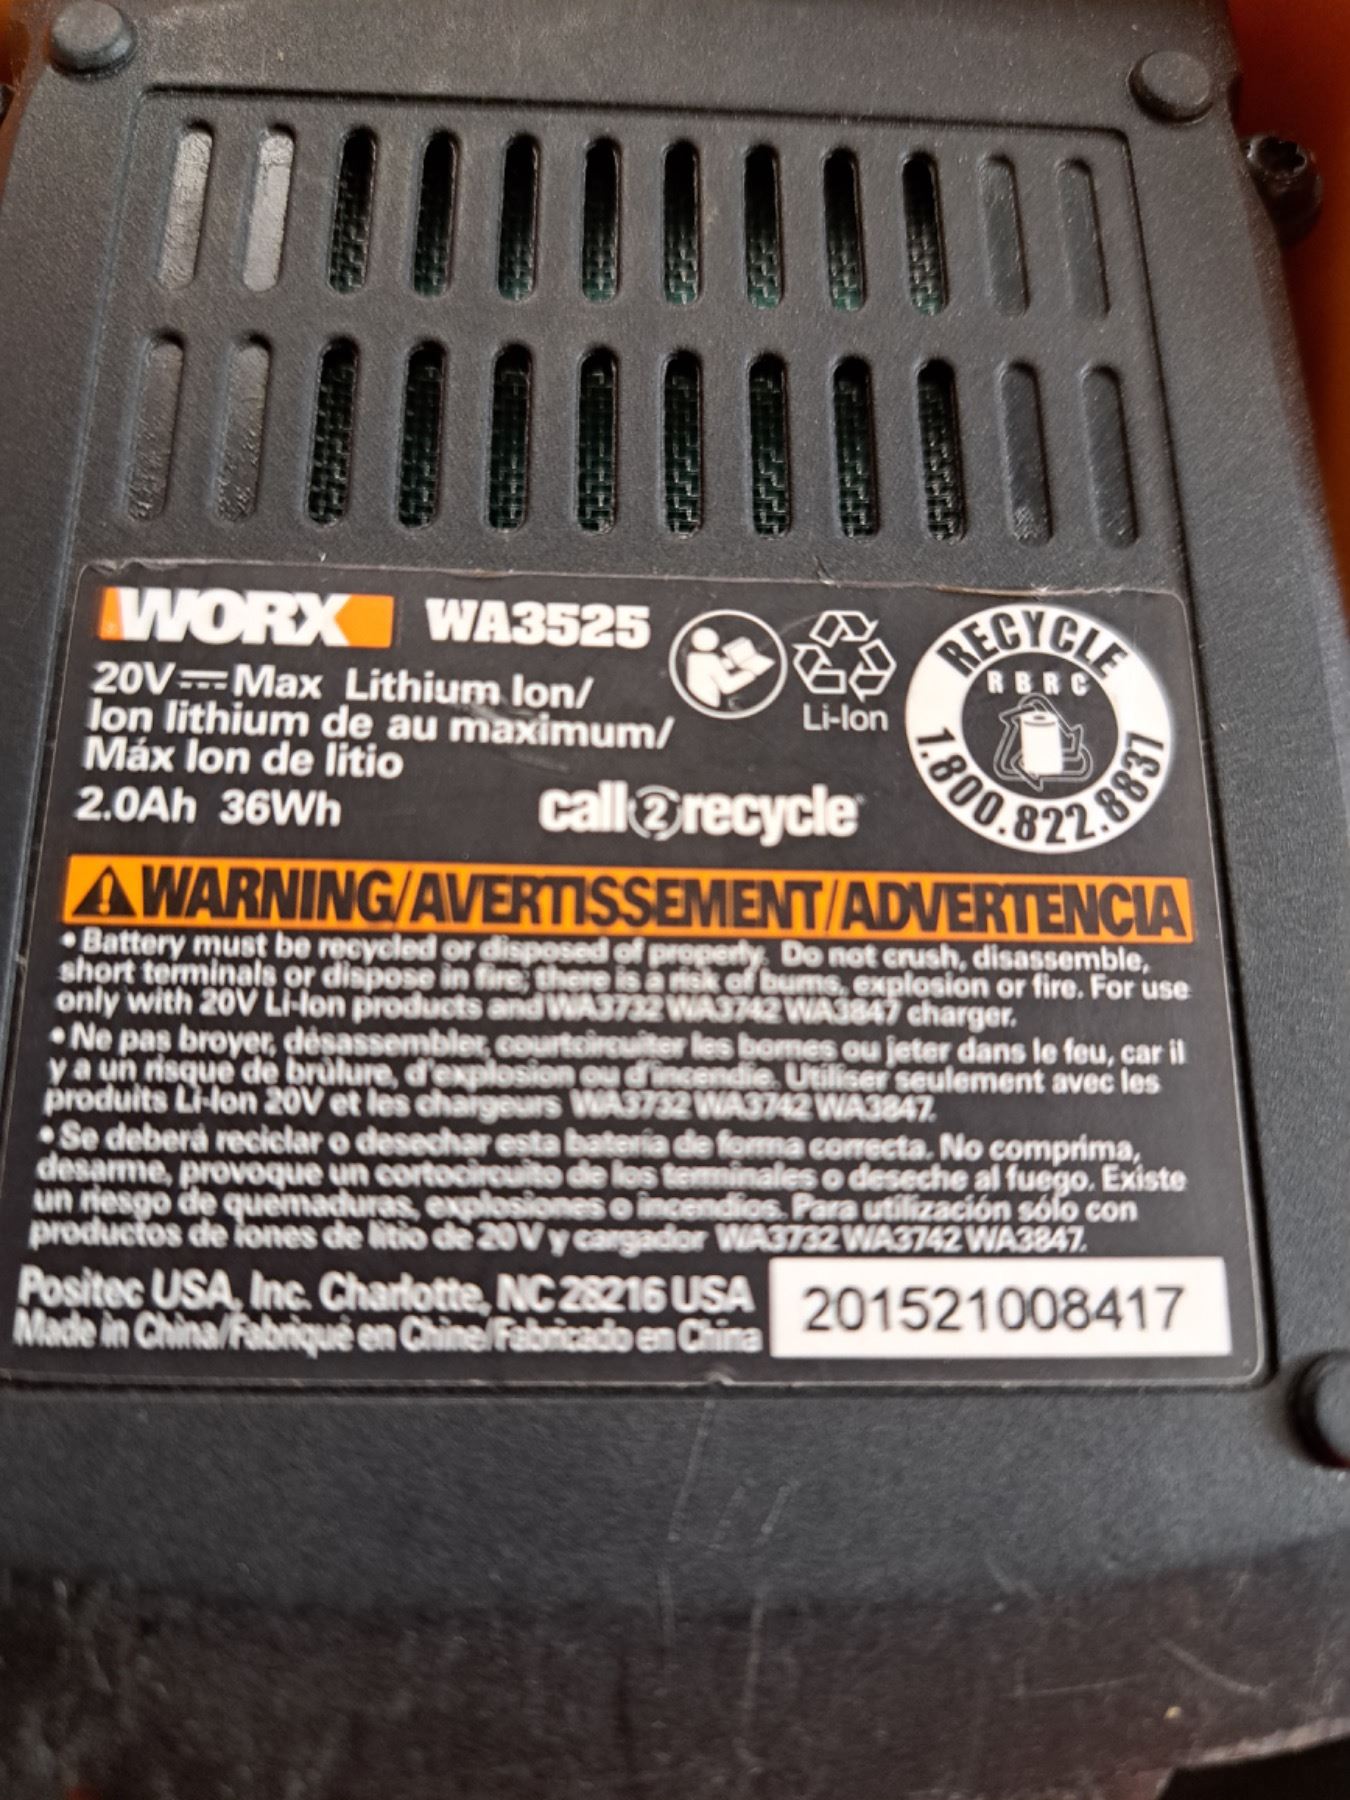 WORX WA3525
20V Max Lithium Ion/
Ion lithium de au maximum/
Máx Ion de litio
2.0Ah 36Wh
Li-Ion
call2recycle
RECYCLE
RBRC
1.800.822.8837
WARNING/AVERTISSEMENT/ADVERTENCIA
• Battery must be recycled or disposed of properly. Do not crush, disassemble,
short terminals or dispose in fire; there is a risk of burns, explosion or fire. For use
only with 20V Li-Ion products and WA3732 WA3742 WA3847 charger.
• Ne pas broyer, désassembler, courtcircuiter les bornes ou jeter dans le feu, car il
y a un risque de brûlure, d'explosion ou d'incendie. Utiliser seulement avec les
produits Li-Ion 20V et les chargeurs WA3732 WA3742 WA3847.
• Se deberá reciclar o desechar esta batería de forma correcta. No comprima,
desarme, provoque un cortocircuito de los terminales o deseche al fuego. Existe
un riesgo de quemaduras, explosiones o incendios. Para utilización sólo con
productos de iones de litio de 20V y cargador WA3732 WA3742 WA3847.
Positec USA, Inc. Charlotte, NC 28216 USA
Made in China/Fabriqué en Chine/Fabricado en China
201521008417